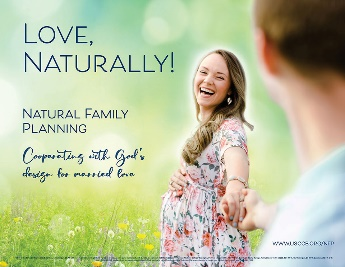 LOVE,
NATURALLY!
NATURAL FAMILY
PLANNING
Cooperating with God's
design for married love
WWW.USCCB.ORG/NFP